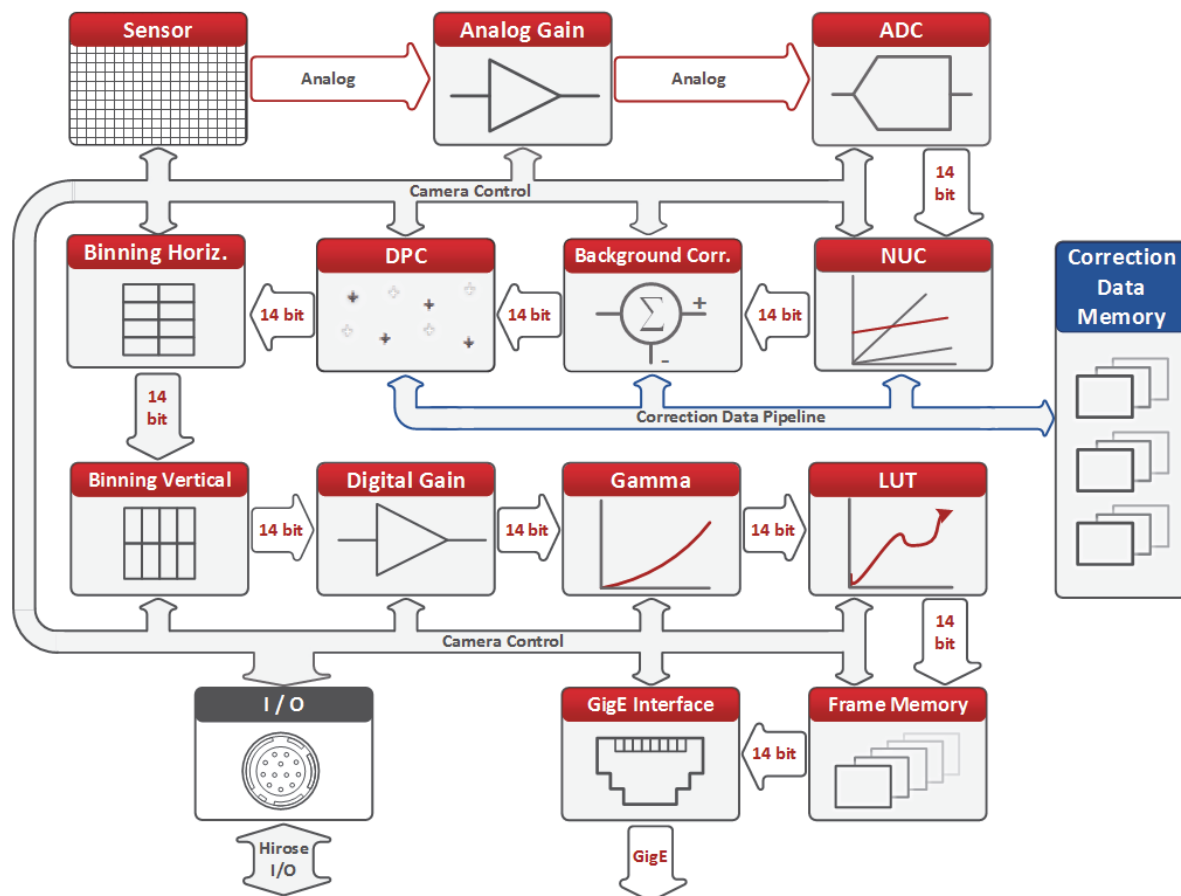 Sensor
Analog
Analog Gain
Analog
ADC
14
bit
Camera Control
Binning Horiz.
14 bit
DPC
14 bit
Background Corr.
+
Σ
-
14 bit
NUC
Correction
Data
Memory
14
bit
Correction Data Pipeline
Binning Vertical
14 bit
Digital Gain
14 bit
Gamma
14 bit
LUT
14
bit
Camera Control
I / O
GigE Interface
14 bit
Frame Memory
Hirose
I/O
GigE